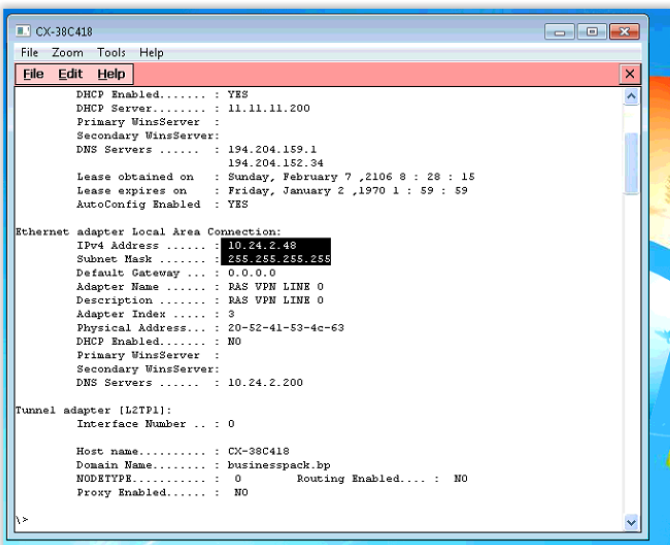 CX-38C418
File Zoom Tools Help
File Edit Help
DHCP Enabled....... : YES
DHCP Server........ : 11.11.11.200
Primary WinsServer :
Secondary WinsServer:
DNS Servers ...... : 194.204.159.1
194.204.152.34
Lease obtained on : Sunday, February 7 ,2106 8 : 28 : 15
Lease expires on : Friday, January 2 ,1970 1 : 59 : 59
AutoConfig Enabled : YES
Ethernet adapter Local Area Connection:
IPv4 Address ...... : 10.24.2.48
Subnet Mask ....... : 255.255.255.255
Default Gateway ... : 0.0.0.0
Adapter Name ...... : RAS VPN LINE 0
Description ....... : RAS VPN LINE 0
Adapter Index ..... : 3
Physical Address... : 20-52-41-53-4c-63
DHCP Enabled....... : NO
Primary WinsServer :
Secondary WinsServer:
DNS Servers ...... : 10.24.2.200
Tunnel adapter [L2TP1]:
Interface Number .. : 0
Host name.......... : CX-38C418
Domain Name........ : businesspack.bp
NODETYPE........... : 0 Routing Enabled.... : NO
Proxy Enabled...... : NO
\>